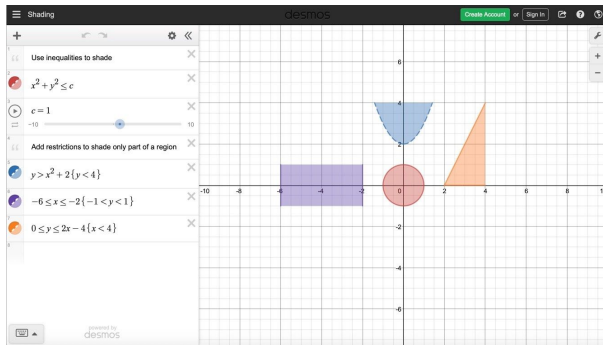 Shading
desmos
Create Account
or
Sign In
Use inequalities to shade
x² + y² ≤ c
c = 1
-10
10
Add restrictions to shade only part of a region
y > x² + 2 {y < 4}
−6 ≤ x ≤ −2 {−1 < y < 1}
0 ≤ y ≤ 2x − 4 {x < 4}
powered by
desmos
6
4
2
-10 -8 -6 -4 -2 0 2 4 6 8
-2
-4
-6